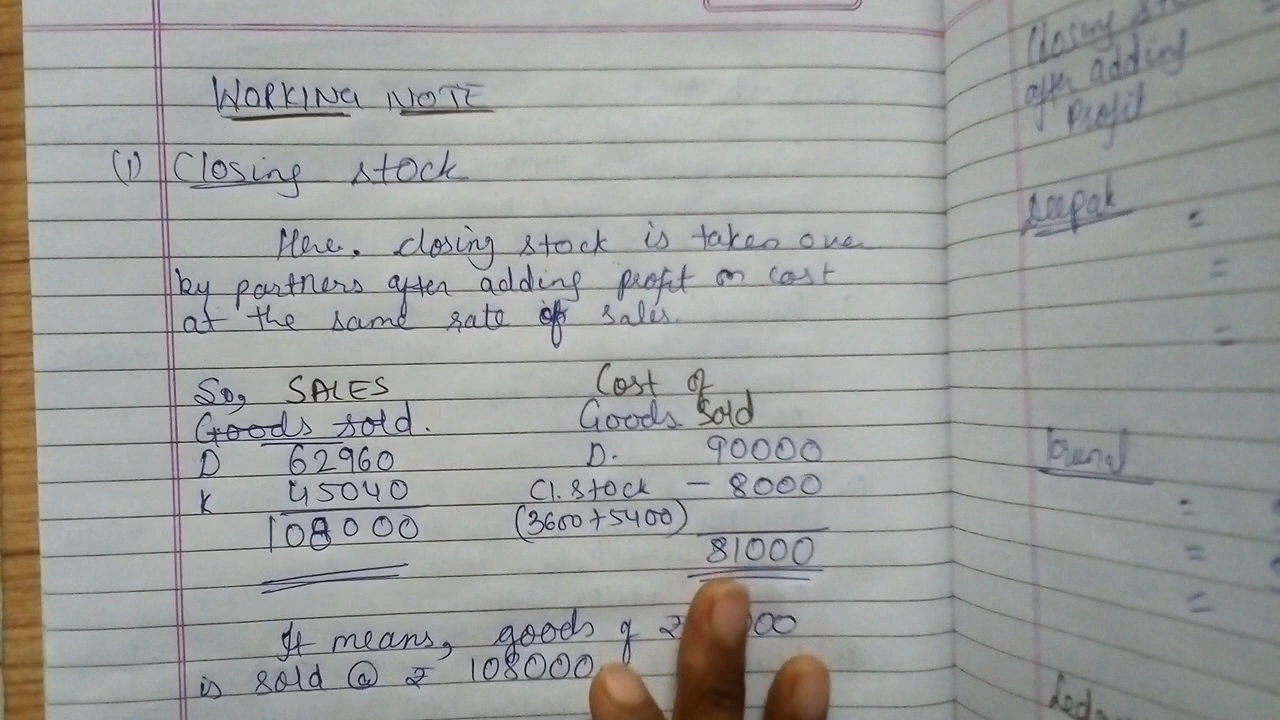 WORKING NOTE
(1) Closing stock
Here, closing stock is taken over
by partners after adding profit on cost
at the same rate of sales.
So, SALES Cost of
Goods sold. Goods Sold
D 62960 D. 90000
K 45040 Cl. stock - 8000
108000 (3600+5400)
81000
It means, goods of ₹ 000
is sold @ ₹ 108000
Closing
after adding
Profit
Deepak =
=
=
=
=
=